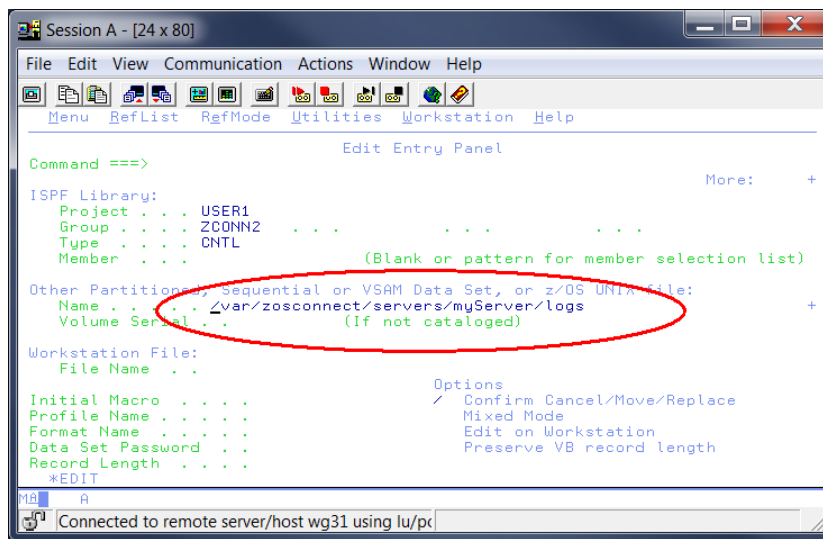 Session A - [24 x 80]
File Edit View Communication Actions Window Help
Menu RefList RefMode Utilities Workstation Help
Edit Entry Panel
Command ===>
More: +
ISPF Library:
Project . . . USER1
Group . . . . ZCONN2 . . . . . . . . .
Type . . . . CNTL
Member . . . (Blank or pattern for member selection list)
Other Partitioned, Sequential or VSAM Data Set, or z/OS UNIX file:
Name . . . . . /var/zosconnect/servers/myServer/logs +
Volume Serial . . (If not cataloged)
Workstation File:
File Name . .
Options
Initial Macro . . . . / Confirm Cancel/Move/Replace
Profile Name . . . . . Mixed Mode
Format Name . . . . . Edit on Workstation
Data Set Password . . Preserve VB record length
Record Length . . . .
*EDIT
MA A
Connected to remote server/host wg31 using lu/po